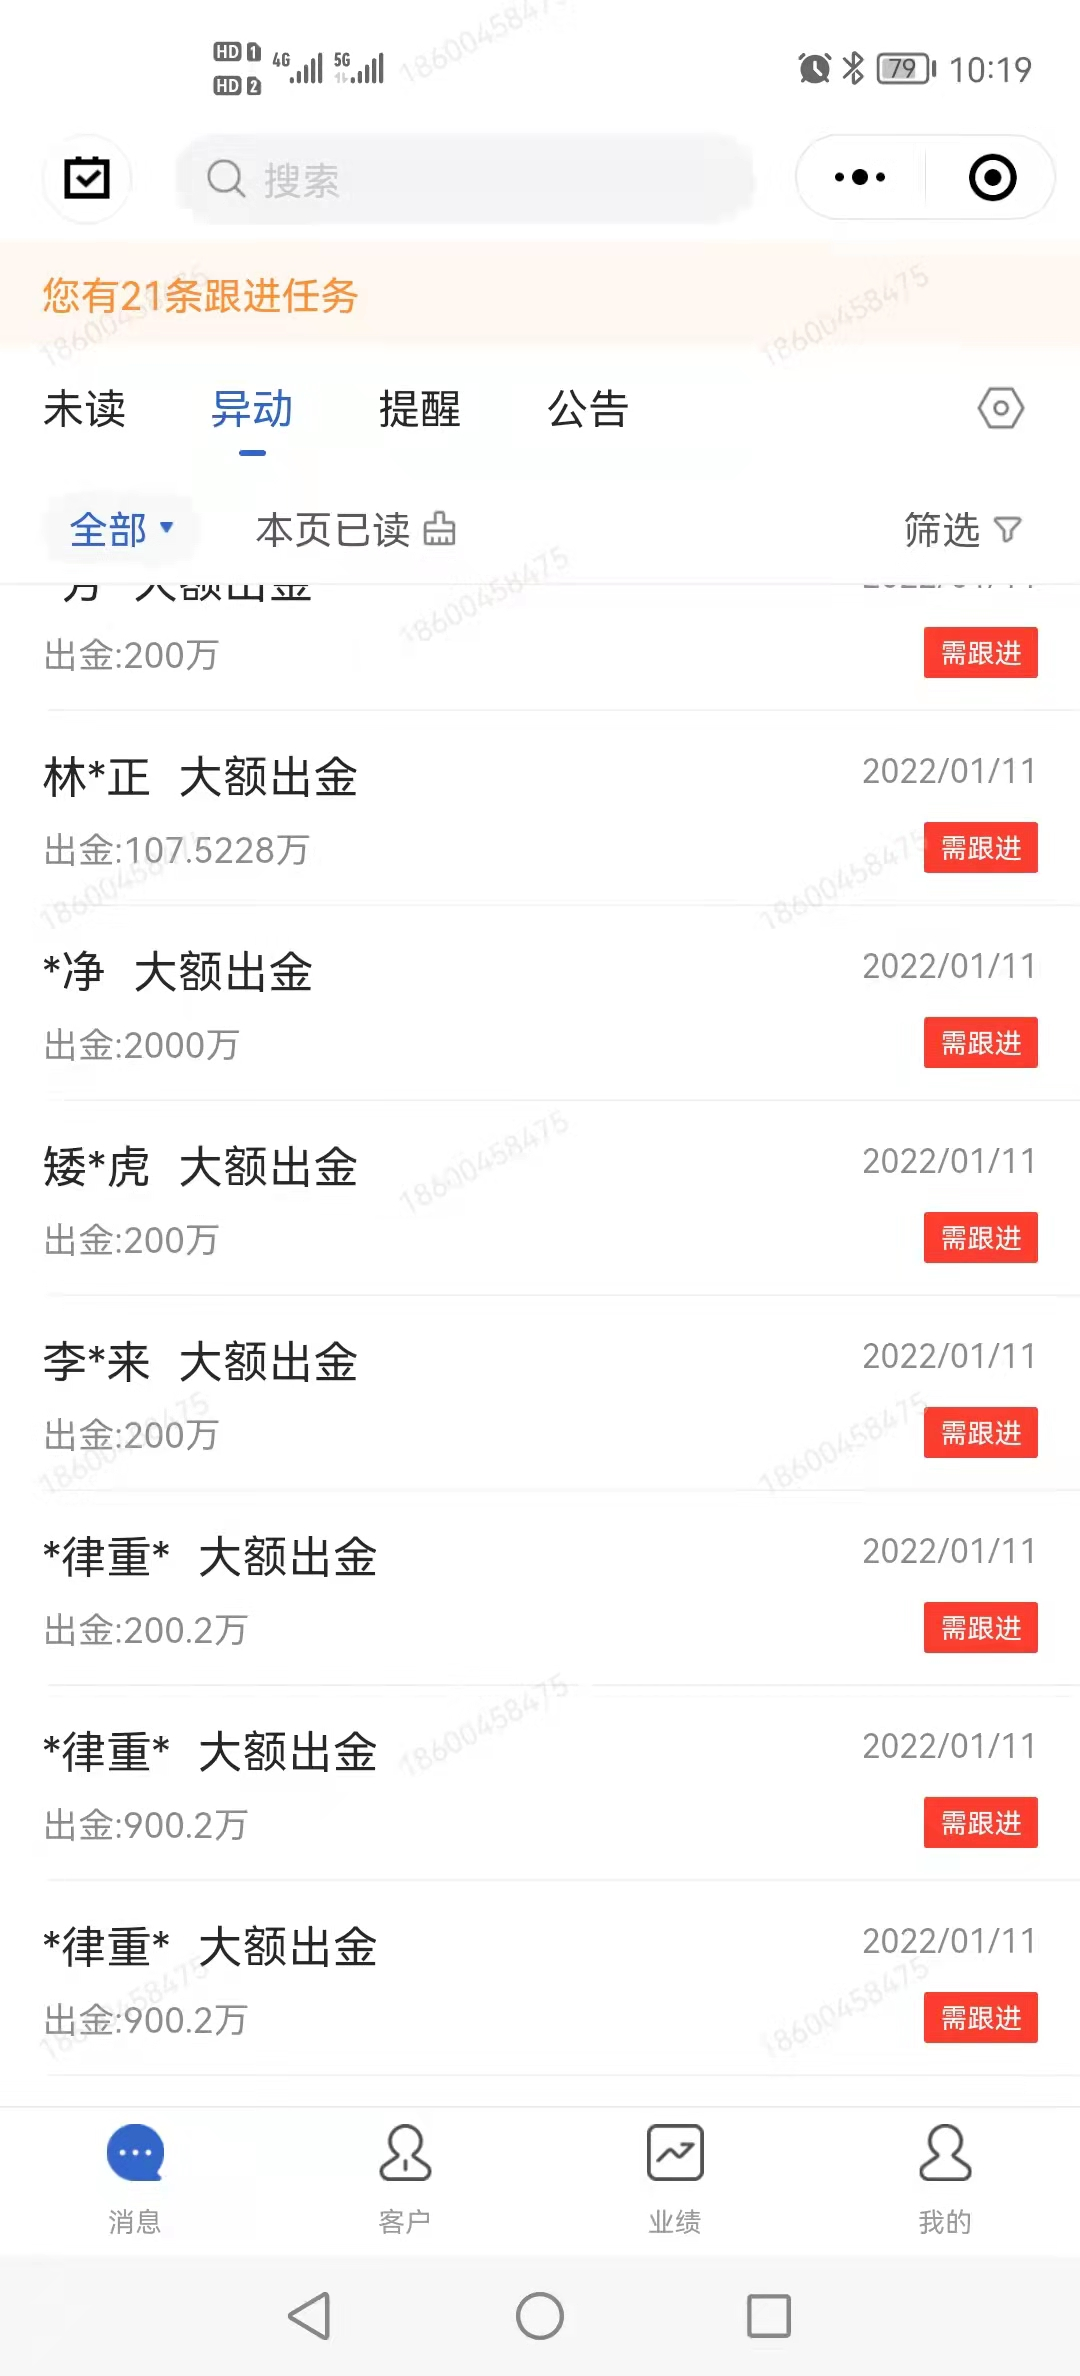 HD 1 4G 5G
HD 2
79 10:19
搜索
您有21条跟进任务
未读 异动 提醒 公告
全部 本页已读 筛选
*芳 大额出金 2022/01/11
出金:200万 需跟进
林*正 大额出金 2022/01/11
出金:107.5228万 需跟进
*净 大额出金 2022/01/11
出金:2000万 需跟进
矮*虎 大额出金 2022/01/11
出金:200万 需跟进
李*来 大额出金 2022/01/11
出金:200万 需跟进
*律重* 大额出金 2022/01/11
出金:200.2万 需跟进
*律重* 大额出金 2022/01/11
出金:900.2万 需跟进
*律重* 大额出金 2022/01/11
出金:900.2万 需跟进
消息 客户 业绩 我的
18600458475